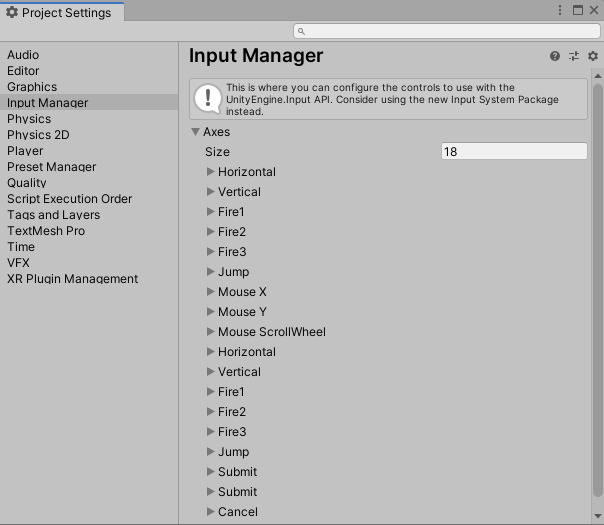 Project Settings
Audio
Editor
Graphics
Input Manager
Physics
Physics 2D
Player
Preset Manager
Quality
Script Execution Order
Tags and Layers
TextMesh Pro
Time
VFX
XR Plugin Management
Input Manager
This is where you can configure the controls to use with the
UnityEngine.Input API. Consider using the new Input System Package
instead.
Axes
Size 18
Horizontal
Vertical
Fire1
Fire2
Fire3
Jump
Mouse X
Mouse Y
Mouse ScrollWheel
Horizontal
Vertical
Fire1
Fire2
Fire3
Jump
Submit
Submit
Cancel